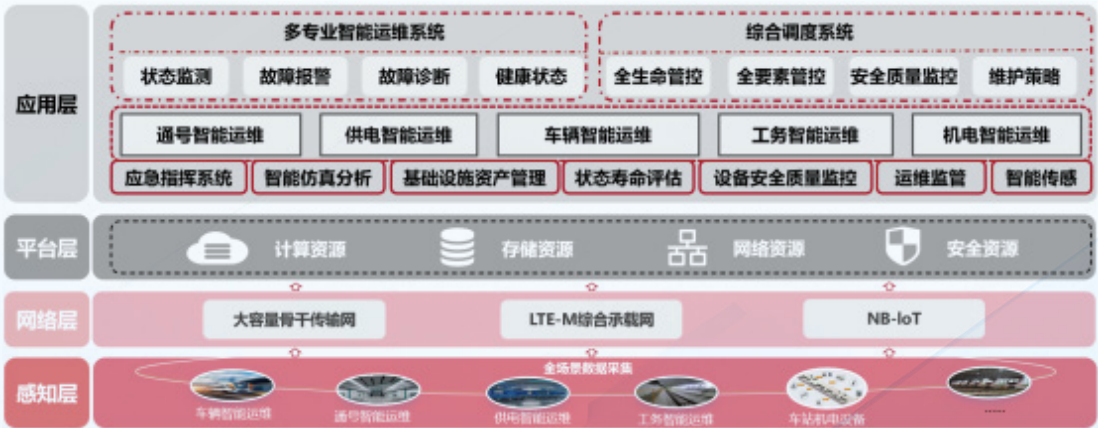 多专业智能运维系统
综合调度系统
状态监测
故障报警
故障诊断
健康状态
全生命管控
全要素管控
安全质量监控
维护策略
应用层
通号智能运维
供电智能运维
车辆智能运维
工务智能运维
机电智能运维
应急指挥系统
智能仿真分析
基础设施资产管理
状态寿命评估
设备安全质量监控
运维监管
智能传感
平台层
计算资源
存储资源
网络资源
安全资源
网络层
大容量骨干传输网
LTE-M综合承载网
NB-IoT
感知层
全场景数据采集
车辆智能运维
通号智能运维
供电智能运维
工务智能运维
车站机电设备
......